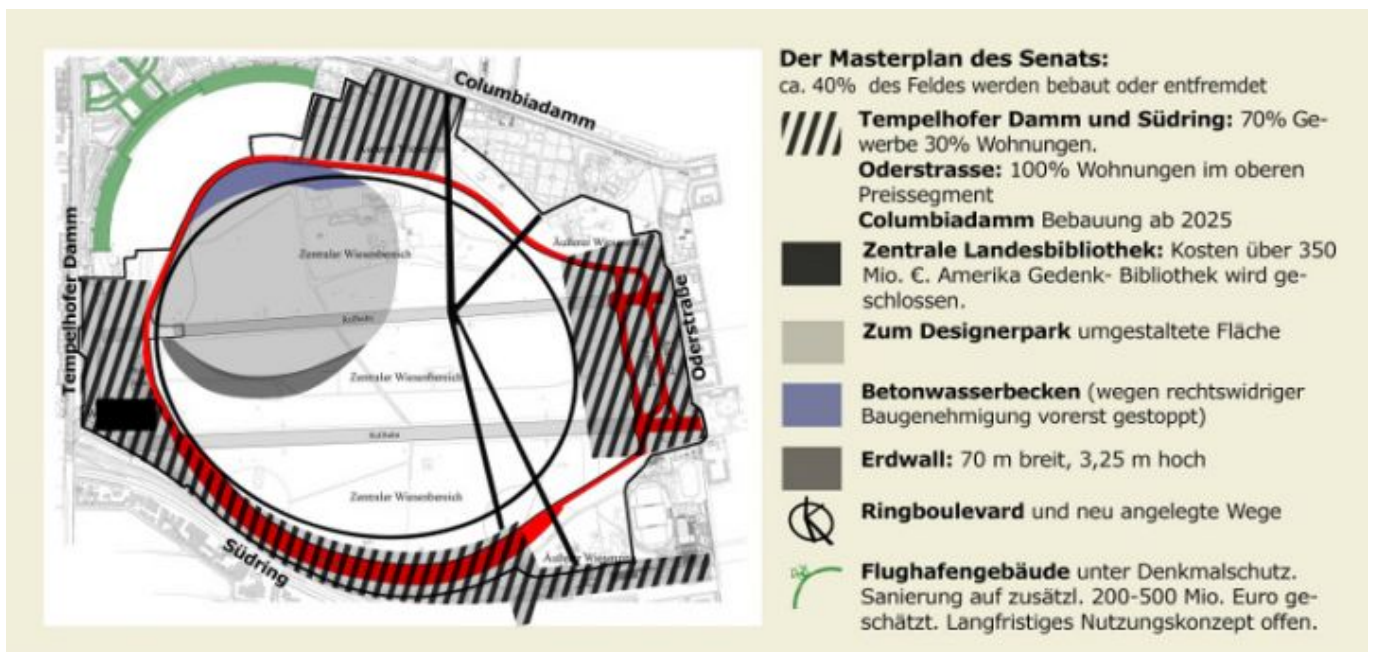 Columbiadamm
Zentraler Wiesenbereich
Äußerer
Tempelhofer Damm
Rollbahn
Oderstraße
Zentraler Wiesenbereich
Rollbahn
Zentraler Wiesenbereich
Südring
Äußerer
Der Masterplan des Senats:
ca. 40% des Feldes werden bebaut oder entfremdet
Tempelhofer Damm und Südring: 70% Ge-
werbe 30% Wohnungen.
Oderstrasse: 100% Wohnungen im oberen
Preissegment
Columbiadamm Bebauung ab 2025
Zentrale Landesbibliothek: Kosten über 350
Mio. €. Amerika Gedenk- Bibliothek wird ge-
schlossen.
Zum Designerpark umgestaltete Fläche
Betonwasserbecken (wegen rechtswidriger
Baugenehmigung vorerst gestoppt)
Erdwall: 70 m breit, 3,25 m hoch
Ringboulevard und neu angelegte Wege
Flughafengebäude unter Denkmalschutz.
Sanierung auf zusätzl. 200-500 Mio. Euro ge-
schätzt. Langfristiges Nutzungskonzept offen.